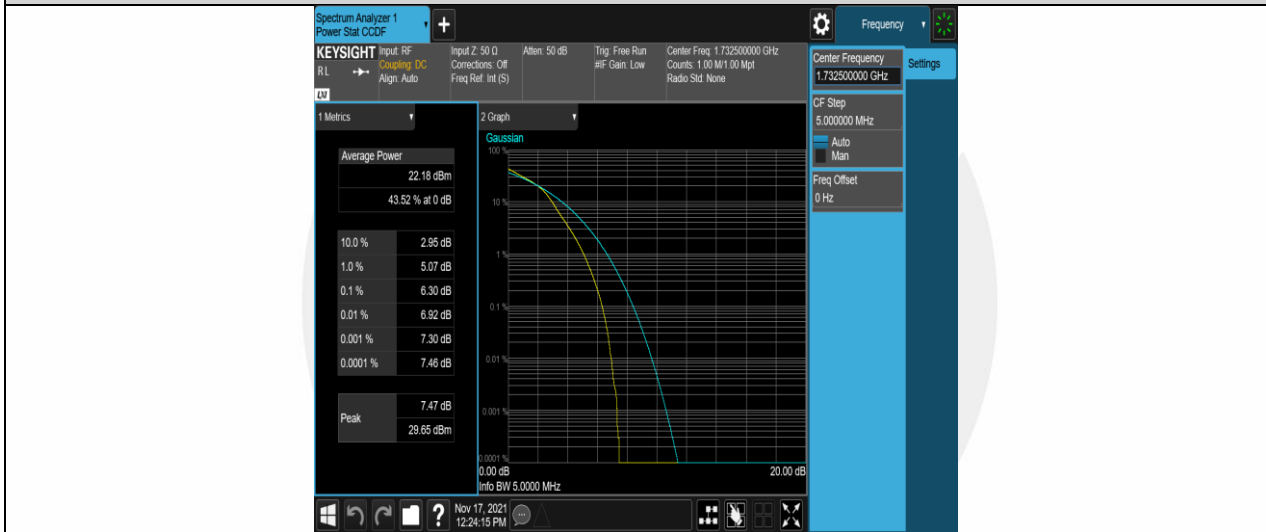 Spectrum Analyzer 1
Power Stat CCDF
+
Frequency
KEYSIGHT
R L
LXI
Input: RF
Coupling: DC
Align: Auto
Input Z: 50 Ω
Corrections: Off
Freq Ref: Int (S)
Atten: 50 dB
Trig: Free Run
#IF Gain: Low
Center Freq: 1.732500000 GHz
Counts: 1.00 M/1.00 Mpt
Radio Std: None
Center Frequency
1.732500000 GHz
Settings
CF Step
5.000000 MHz
Auto
Man
Freq Offset
0 Hz
1 Metrics
Average Power
22.18 dBm
43.52 % at 0 dB
10.0 % 2.95 dB
1.0 % 5.07 dB
0.1 % 6.30 dB
0.01 % 6.92 dB
0.001 % 7.30 dB
0.0001 % 7.46 dB
Peak
7.47 dB
29.65 dBm
2 Graph
Gaussian
100 %
10 %
1 %
0.1 %
0.01 %
0.001 %
0.0001 %
0.00 dB 20.00 dB
Info BW 5.0000 MHz
?
Nov 17, 2021
12:24:15 PM